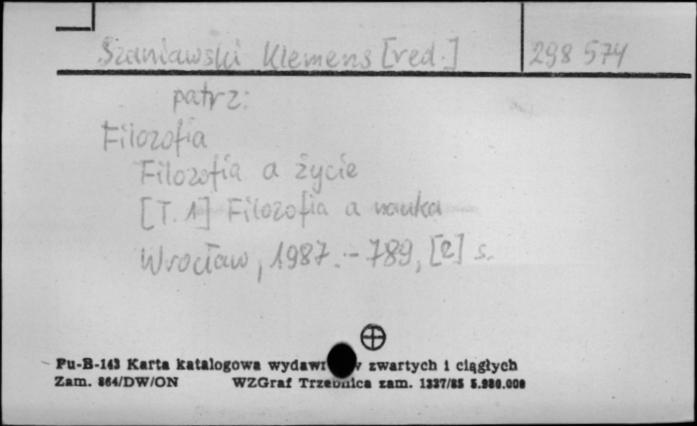 Szaniawski Klemens [red.] 298 574
patrz:
Filozofia
Filozofia a życie
[T. 1] Filozofia a nauka
Wrocław, 1987. - 789, [2] s.
Pu-B-143 Karta katalogowa zwartych i ciągłych
Zam. 864/DW/ON WZGraf Trzebnica zam. 1337/85 5.980.000